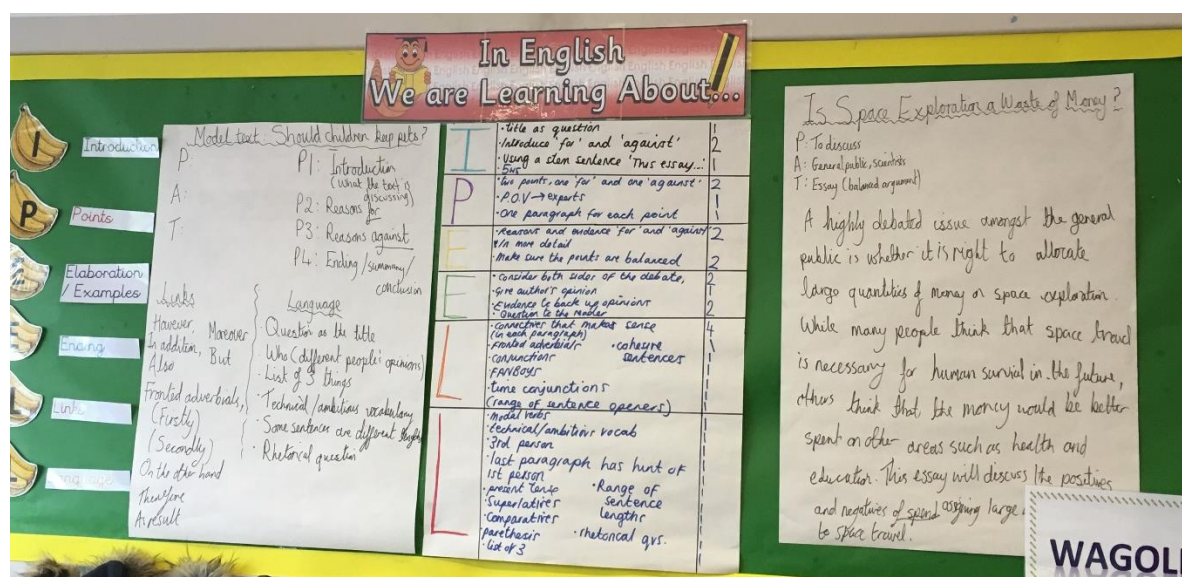 In English
We are Learning About...
I
Introduction
P
Points
Elaboration
/ Examples
Ending
Links
Language
Model text Should children keep pets?
P:
A:
T:
P1: Introduction
(What the text is
discussing)
P2: Reasons for
P3: Reasons against
P4: Ending/summary/
conclusion
Links
However
In addition, Moreover
Also But
Fronted adverbials,
(Firstly)
(Secondly)
On the other hand
Therefore
As result
Language
· Question as the title
· Who (different people's opinions)
· List of 3 things
· Technical/ambitious vocabulary
· Some sentences are different lengths
· Rhetorical question
I
· title as question 1
· Introduce 'for' and 'against' 2
· Using a stem sentence 'This essay...' 1
· 5Ws 1
P
· two points, one 'for' and one 'against' 2
· P.O.V → experts 1
· One paragraph for each point 1
E
· Reasons and evidence 'for' and 'against' 2
in more detail
· Make sure the points are balanced 2
E
· Consider both sides of the debate, 2
· Give author's opinion 1
· Evidence to back up opinions 2
· Question to the reader
L
· Connectives that makes sense 4
(in each paragraph)
· Fronted adverbials · cohesive
sentences
· conjunctions
FANBOYS
· time conjunctions
(range of sentence openers)
L
· modal verbs
· technical/ambitious vocab
· 3rd person
· last paragraph has hint of
1st person
· present tense · Range of
sentence
lengths
· Superlatives
· Comparatives
· parethesis · rhetorical qus.
· list of 3
Is Space Exploration a Waste of Money?
P: To discuss
A: General public, scientists
T: Essay (balanced argument)
A highly debated issue amongst the general
public is whether it is right to allocate
large quantities of money on space exploration.
While many people think that space travel
is necessary for human survival in the future,
others think that the money would be better
spent on other areas such as health and
education. This essay will discuss the positives
and negatives of spend assigning large
to space travel.
WAGOLL